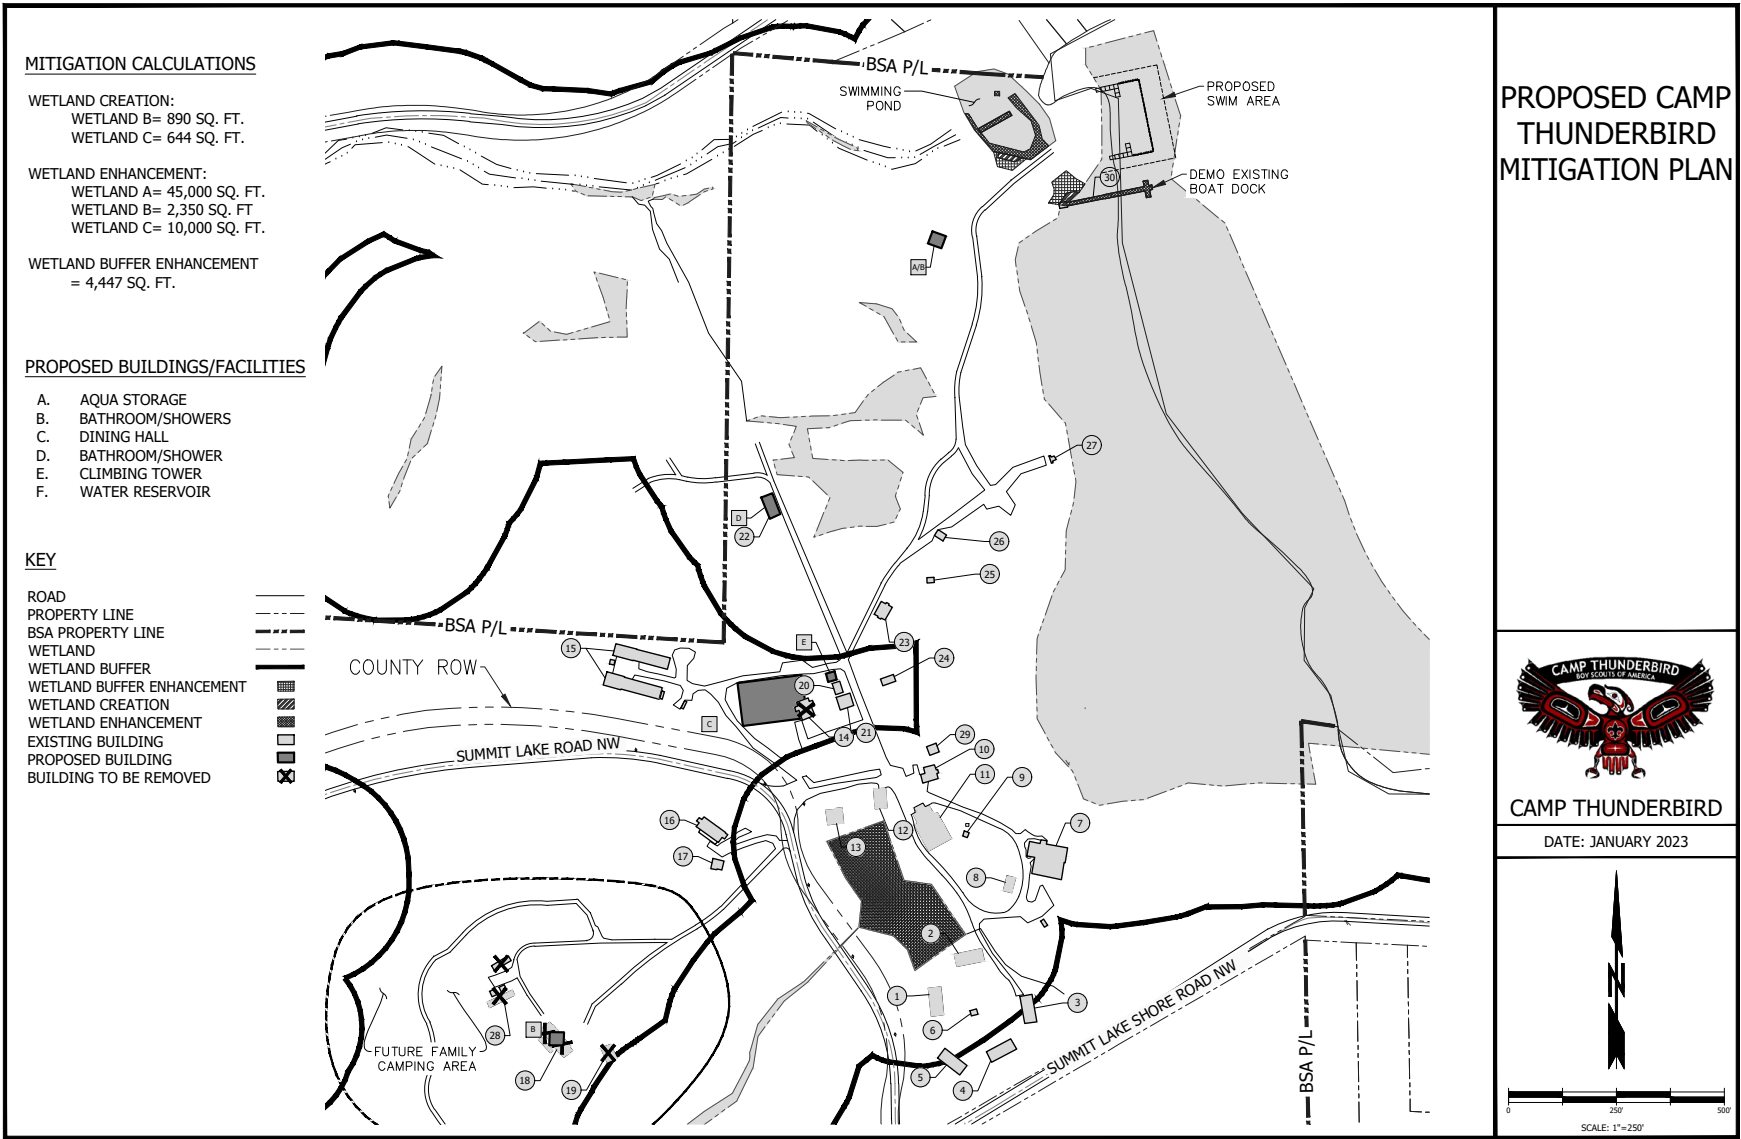 MITIGATION CALCULATIONS
WETLAND CREATION:
WETLAND B= 890 SQ. FT.
WETLAND C= 644 SQ. FT.
WETLAND ENHANCEMENT:
WETLAND A= 45,000 SQ. FT.
WETLAND B= 2,350 SQ. FT
WETLAND C= 10,000 SQ. FT.
WETLAND BUFFER ENHANCEMENT
= 4,447 SQ. FT.
PROPOSED BUILDINGS/FACILITIES
A. AQUA STORAGE
B. BATHROOM/SHOWERS
C. DINING HALL
D. BATHROOM/SHOWER
E. CLIMBING TOWER
F. WATER RESERVOIR
KEY
ROAD
PROPERTY LINE
BSA PROPERTY LINE
WETLAND
WETLAND BUFFER
WETLAND BUFFER ENHANCEMENT
WETLAND CREATION
WETLAND ENHANCEMENT
EXISTING BUILDING
PROPOSED BUILDING
BUILDING TO BE REMOVED
BSA P/L
SWIMMING
POND
PROPOSED
SWIM AREA
30
DEMO EXISTING
BOAT DOCK
A/B
27
D
22
26
25
BSA P/L
E
23
15
24
COUNTY ROW
20
C
14
21
29
SUMMIT LAKE ROAD NW
10
11
9
16
12
7
13
17
8
2
1
3
6
SUMMIT LAKE SHORE ROAD NW
B
28
FUTURE FAMILY
CAMPING AREA
18
19
5
4
BSA P/L
PROPOSED CAMP
THUNDERBIRD
MITIGATION PLAN
CAMP THUNDERBIRD
BOY SCOUTS OF AMERICA
CAMP THUNDERBIRD
DATE: JANUARY 2023
N
0 250' 500'
SCALE: 1"=250'